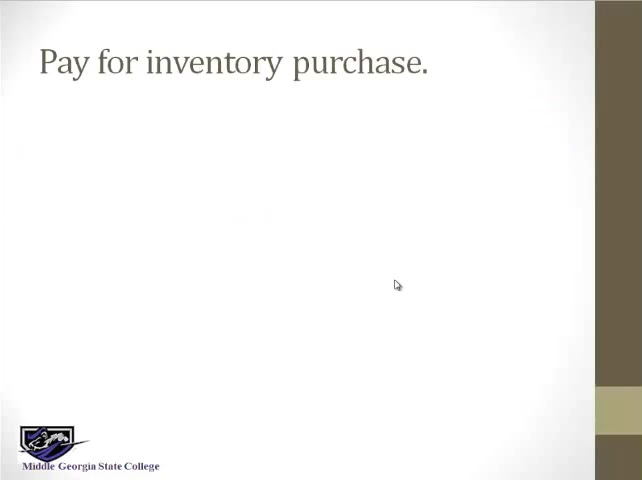 Pay for inventory purchase.
Middle Georgia State College